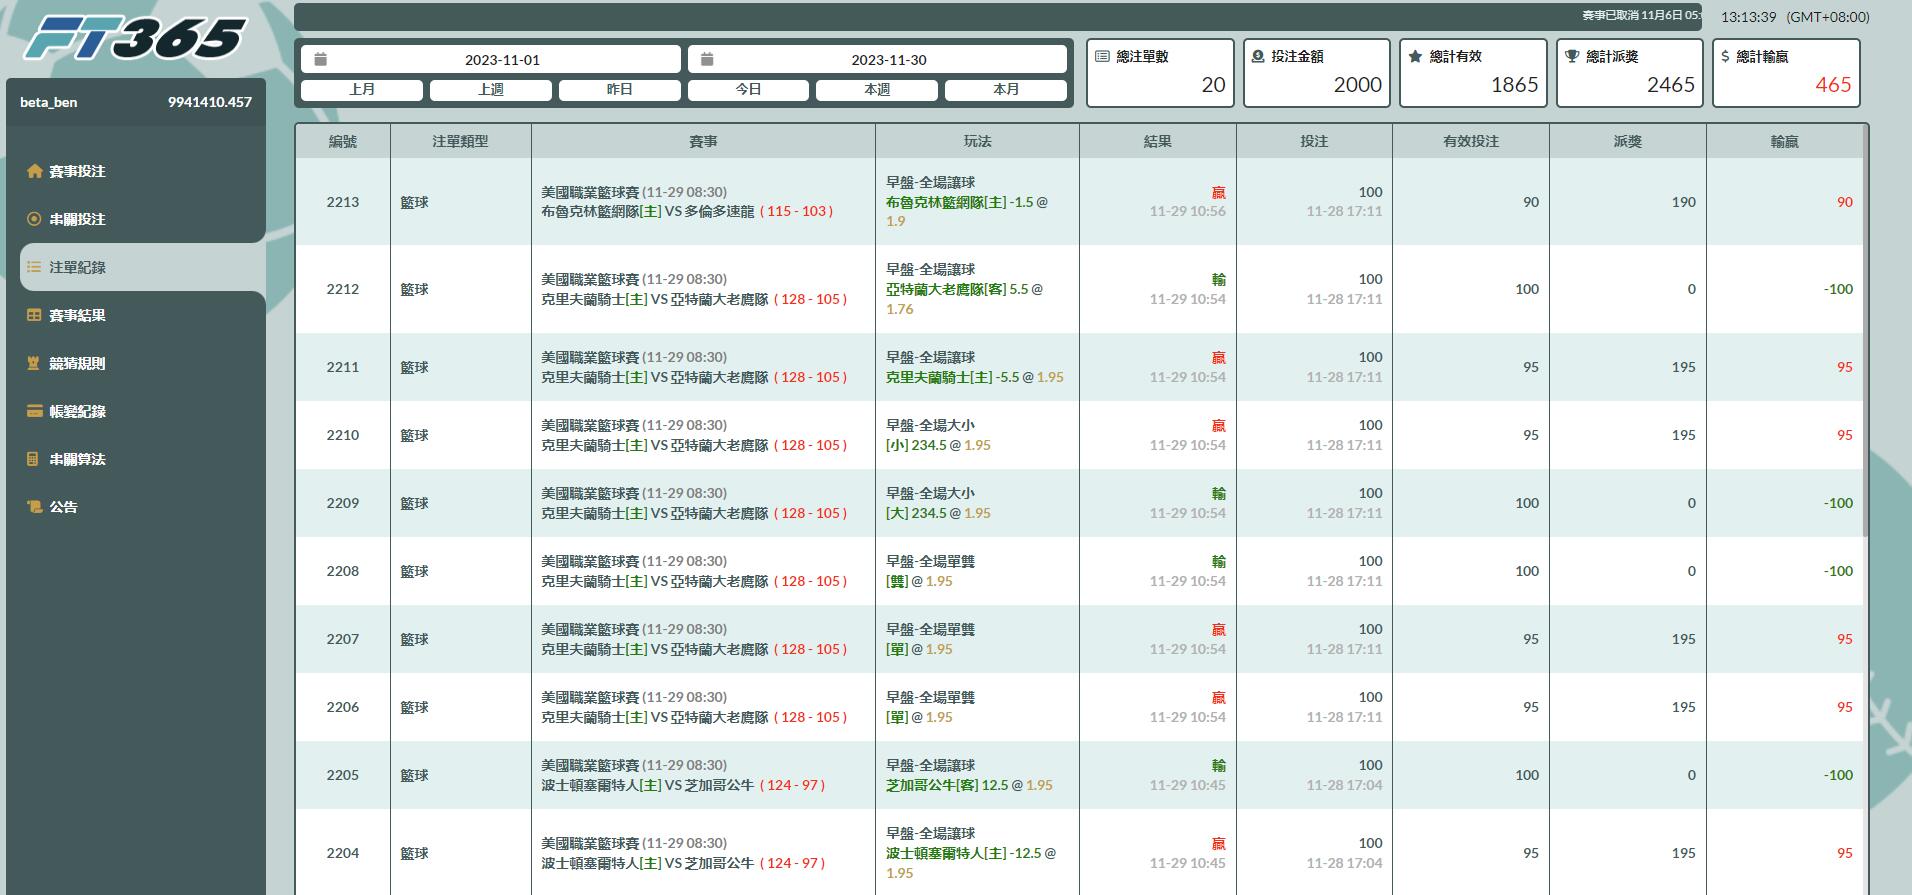 FT365
賽事已取消 11月6日 05:
13:13:39 (GMT+08:00)
2023-11-01
2023-11-30
上月
上週
昨日
今日
本週
本月
總注單數
20
投注金額
2000
總計有效
1865
總計派獎
2465
總計輸贏
465
beta_ben 9941410.457
賽事投注
串關投注
注單紀錄
賽事結果
競猜規則
帳變紀錄
串關算法
公告
編號 注單類型 賽事 玩法 結果 投注 有效投注 派獎 輸贏
2213
籃球
美國職業籃球賽 (11-29 08:30)
布魯克林籃網隊[主] VS 多倫多速龍 ( 115 - 103 )
早盤-全場讓球
布魯克林籃網隊[主] -1.5 @
1.9
贏
11-29 10:56
100
11-28 17:11
90
190
90
2212
籃球
美國職業籃球賽 (11-29 08:30)
克里夫蘭騎士[主] VS 亞特蘭大老鷹隊 ( 128 - 105 )
早盤-全場讓球
亞特蘭大老鷹隊[客] 5.5 @
1.76
輸
11-29 10:54
100
11-28 17:11
100
0
-100
2211
籃球
美國職業籃球賽 (11-29 08:30)
克里夫蘭騎士[主] VS 亞特蘭大老鷹隊 ( 128 - 105 )
早盤-全場讓球
克里夫蘭騎士[主] -5.5 @ 1.95
贏
11-29 10:54
100
11-28 17:11
95
195
95
2210
籃球
美國職業籃球賽 (11-29 08:30)
克里夫蘭騎士[主] VS 亞特蘭大老鷹隊 ( 128 - 105 )
早盤-全場大小
[小] 234.5 @ 1.95
贏
11-29 10:54
100
11-28 17:11
95
195
95
2209
籃球
美國職業籃球賽 (11-29 08:30)
克里夫蘭騎士[主] VS 亞特蘭大老鷹隊 ( 128 - 105 )
早盤-全場大小
[大] 234.5 @ 1.95
輸
11-29 10:54
100
11-28 17:11
100
0
-100
2208
籃球
美國職業籃球賽 (11-29 08:30)
克里夫蘭騎士[主] VS 亞特蘭大老鷹隊 ( 128 - 105 )
早盤-全場單雙
[雙] @ 1.95
輸
11-29 10:54
100
11-28 17:11
100
0
-100
2207
籃球
美國職業籃球賽 (11-29 08:30)
克里夫蘭騎士[主] VS 亞特蘭大老鷹隊 ( 128 - 105 )
早盤-全場單雙
[單] @ 1.95
贏
11-29 10:54
100
11-28 17:11
95
195
95
2206
籃球
美國職業籃球賽 (11-29 08:30)
克里夫蘭騎士[主] VS 亞特蘭大老鷹隊 ( 128 - 105 )
早盤-全場單雙
[單] @ 1.95
贏
11-29 10:54
100
11-28 17:11
95
195
95
2205
籃球
美國職業籃球賽 (11-29 08:30)
波士頓塞爾特人[主] VS 芝加哥公牛 ( 124 - 97 )
早盤-全場讓球
芝加哥公牛[客] 12.5 @ 1.95
輸
11-29 10:45
100
11-28 17:04
100
0
-100
2204
籃球
美國職業籃球賽 (11-29 08:30)
波士頓塞爾特人[主] VS 芝加哥公牛 ( 124 - 97 )
早盤-全場讓球
波士頓塞爾特人[主] -12.5 @
1.95
贏
11-29 10:45
100
11-28 17:04
95
195
95